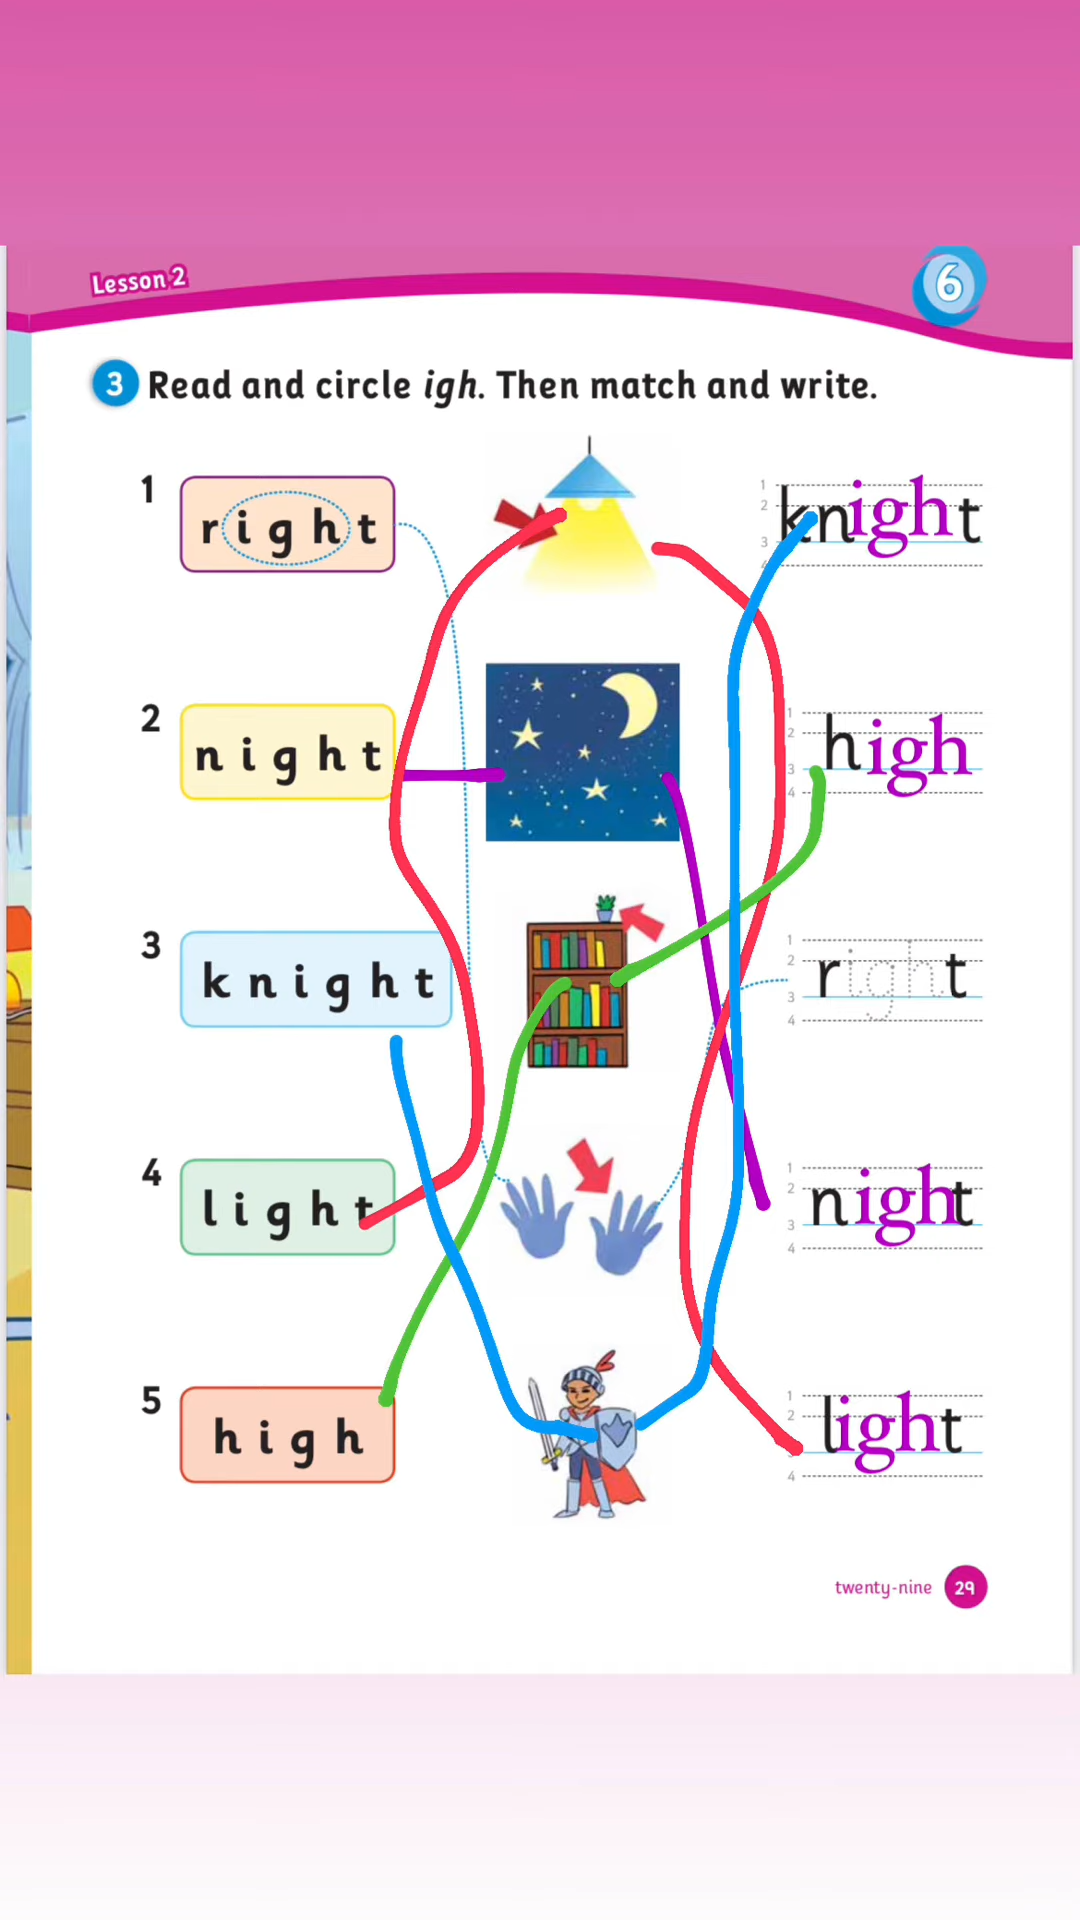 Lesson 2
6
3 Read and circle igh. Then match and write.
1 right
knight
2 night
high
3 knight
right
4 light
night
5 high
light
twenty-nine 29